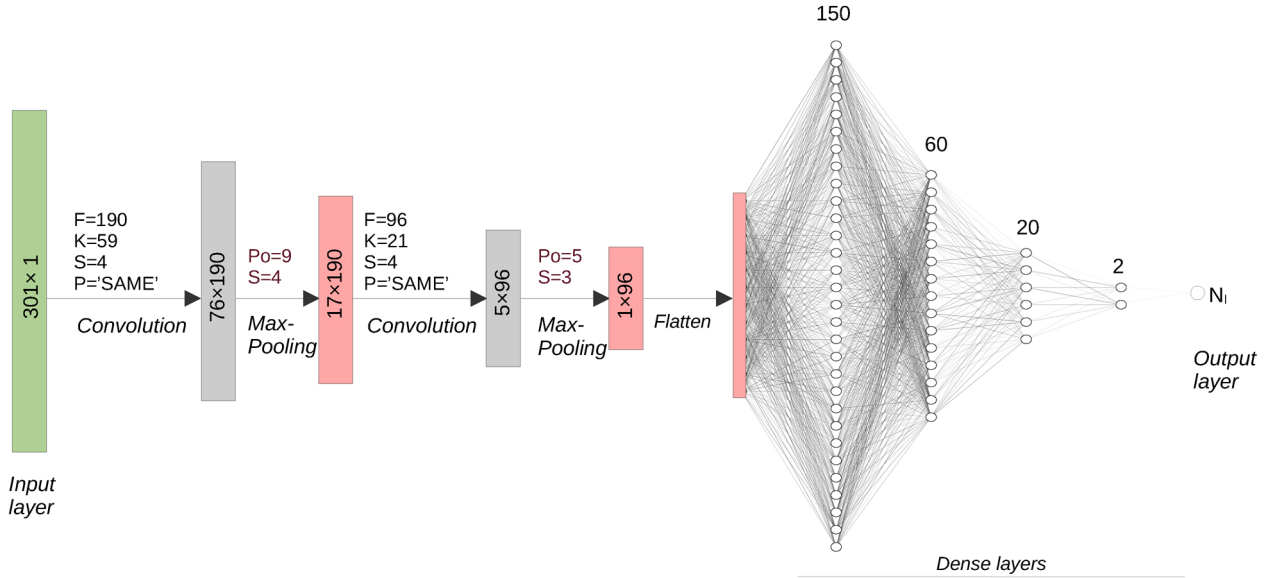 301× 1
Input
layer
F=190
K=59
S=4
P='SAME’
Convolution
76×190
Po=9
S=4
Max-
Pooling
17×190
F=96
K=21
S=4
P='SAME’
Convolution
5×96
Po=5
S=3
Max-
Pooling
1×96
Flatten
150
60
20
2
Nl
Output
layer
Dense layers